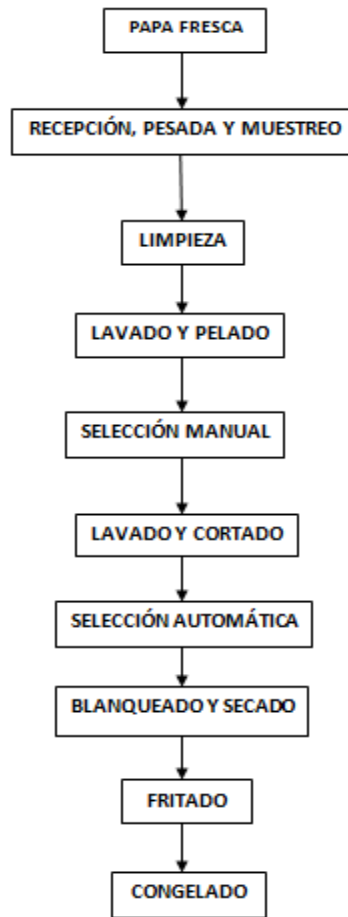 PAPA FRESCA
RECEPCIÓN, PESADA Y MUESTREO
LIMPIEZA
LAVADO Y PELADO
SELECCIÓN MANUAL
LAVADO Y CORTADO
SELECCIÓN AUTOMÁTICA
BLANQUEADO Y SECADO
FRITADO
CONGELADO